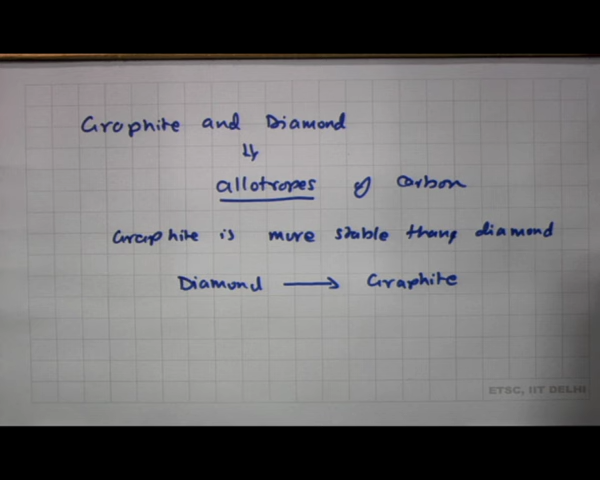 Graphite and Diamond
⇓
allotropes of carbon
Graphite is more stable than diamond
Diamond ⟶ Graphite
ETSC, IIT DELHI